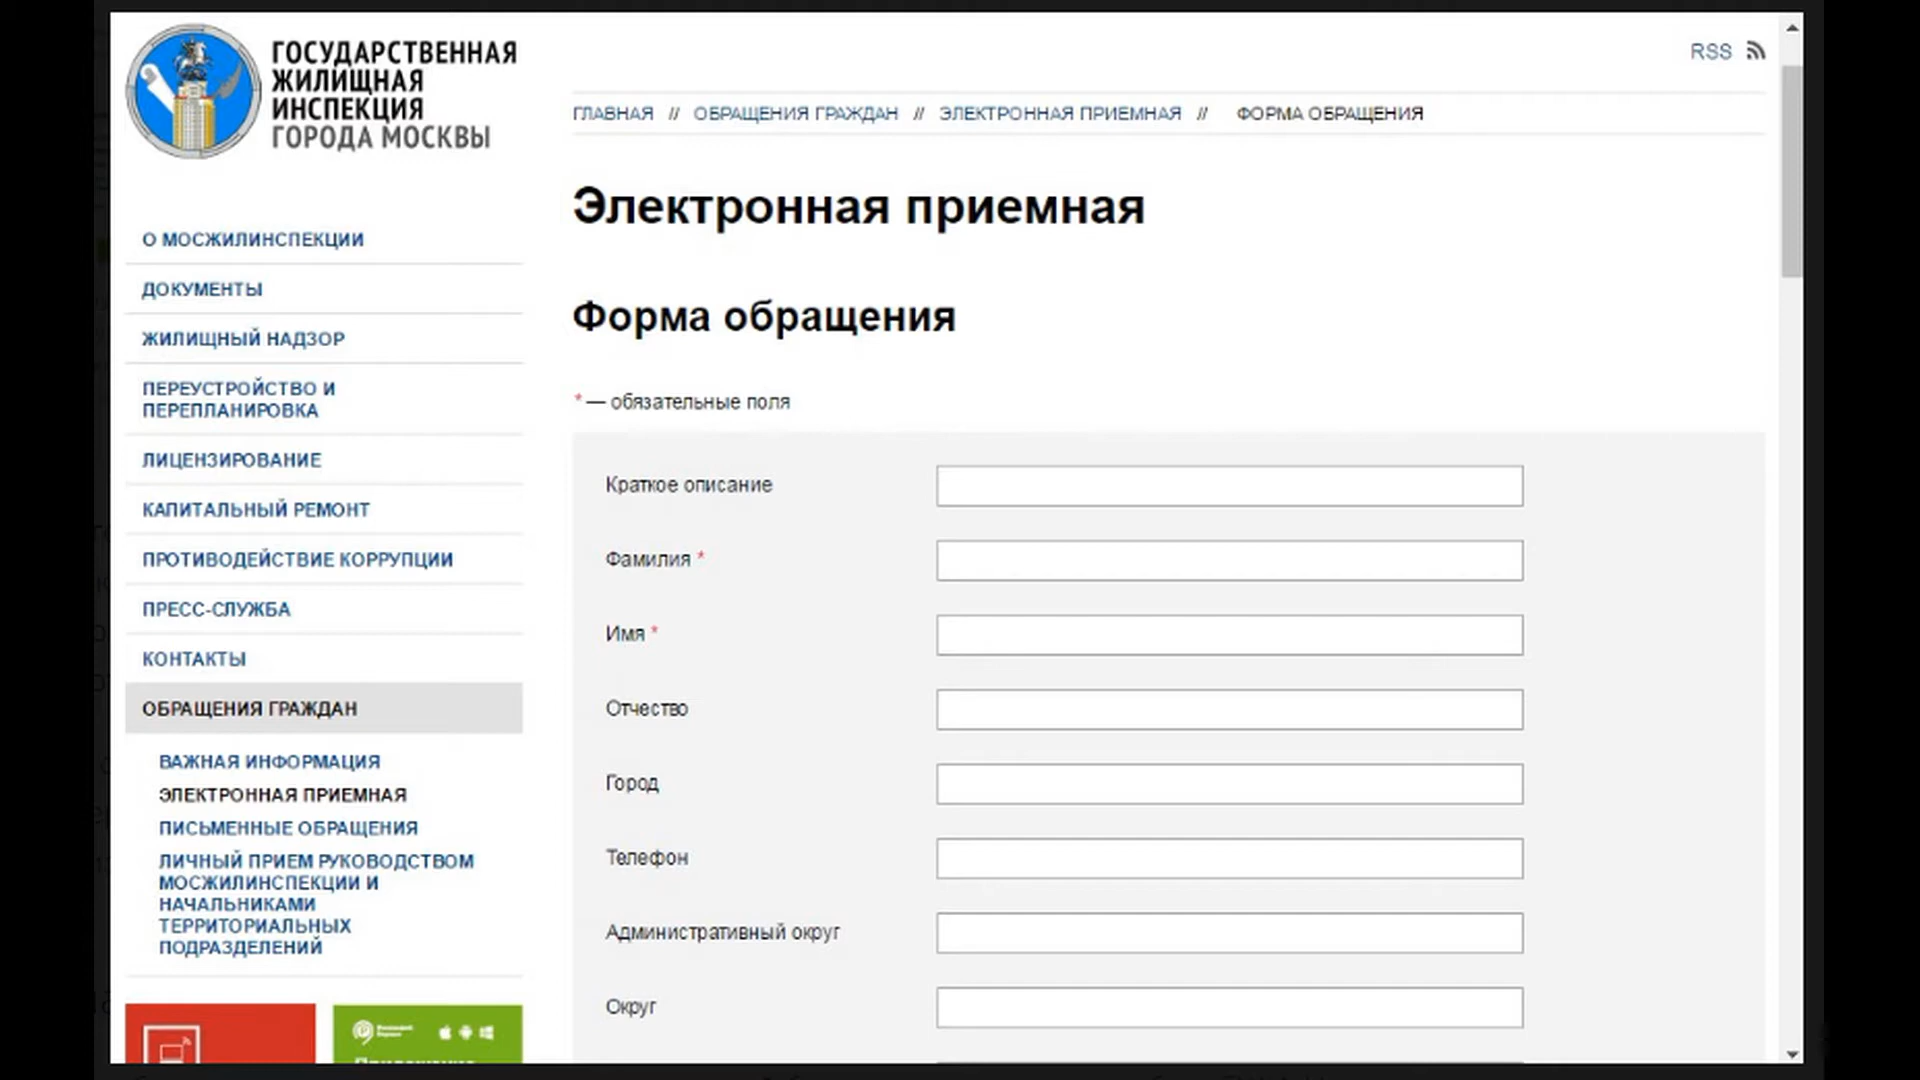 ГОСУДАРСТВЕННАЯ
ЖИЛИЩНАЯ
ИНСПЕКЦИЯ
ГОРОДА МОСКВЫ
RSS
ГЛАВНАЯ // ОБРАЩЕНИЯ ГРАЖДАН // ЭЛЕКТРОННАЯ ПРИЕМНАЯ // ФОРМА ОБРАЩЕНИЯ
О МОСЖИЛИНСПЕКЦИИ
ДОКУМЕНТЫ
ЖИЛИЩНЫЙ НАДЗОР
ПЕРЕУСТРОЙСТВО И
ПЕРЕПЛАНИРОВКА
ЛИЦЕНЗИРОВАНИЕ
КАПИТАЛЬНЫЙ РЕМОНТ
ПРОТИВОДЕЙСТВИЕ КОРРУПЦИИ
ПРЕСС-СЛУЖБА
КОНТАКТЫ
ОБРАЩЕНИЯ ГРАЖДАН
ВАЖНАЯ ИНФОРМАЦИЯ
ЭЛЕКТРОННАЯ ПРИЕМНАЯ
ПИСЬМЕННЫЕ ОБРАЩЕНИЯ
ЛИЧНЫЙ ПРИЕМ РУКОВОДСТВОМ
МОСЖИЛИНСПЕКЦИИ И
НАЧАЛЬНИКАМИ
ТЕРРИТОРИАЛЬНЫХ
ПОДРАЗДЕЛЕНИЙ
Электронная приемная
Форма обращения
* — обязательные поля
Краткое описание
Фамилия *
Имя *
Отчество
Город
Телефон
Административный округ
Округ